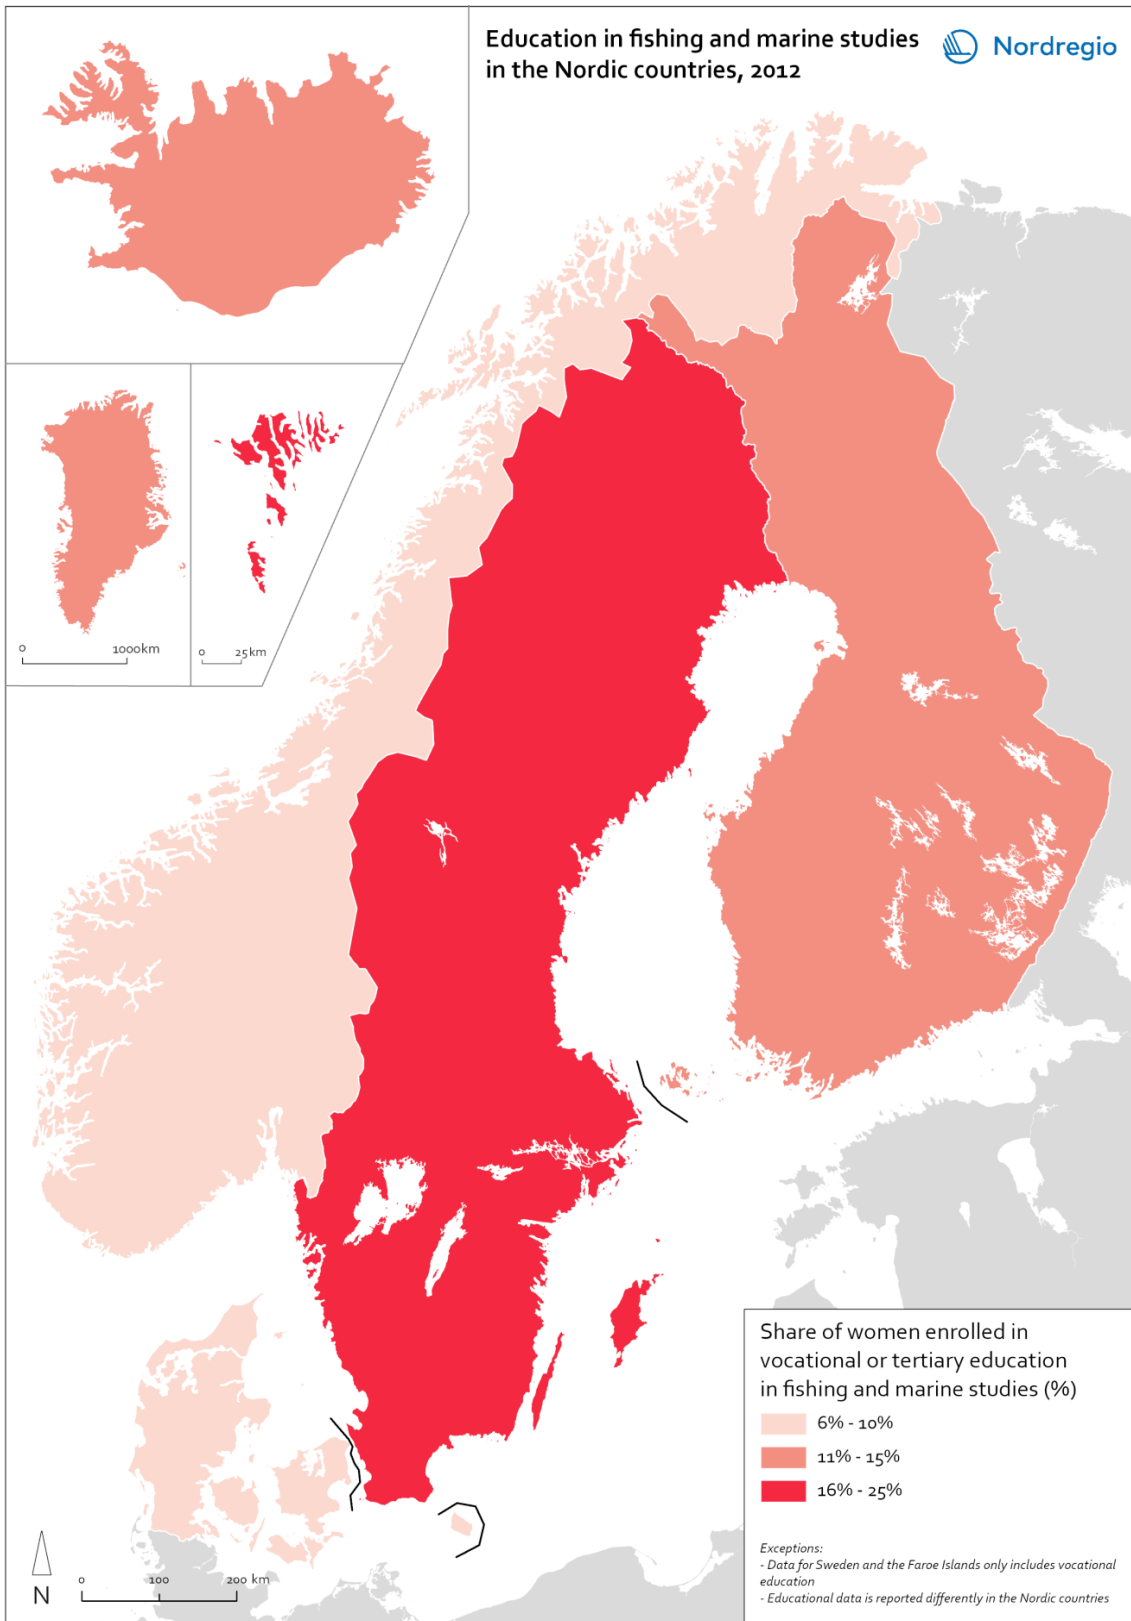 Education in fishing and marine studies
in the Nordic countries, 2012
Nordregio
0
1000km
0
25km
Share of women enrolled in
vocational or tertiary education
in fishing and marine studies (%)
6% - 10%
11% - 15%
16% - 25%
Exceptions:
- Data for Sweden and the Faroe Islands only includes vocational
education
- Educational data is reported differently in the Nordic countries
N
0
100
200 km